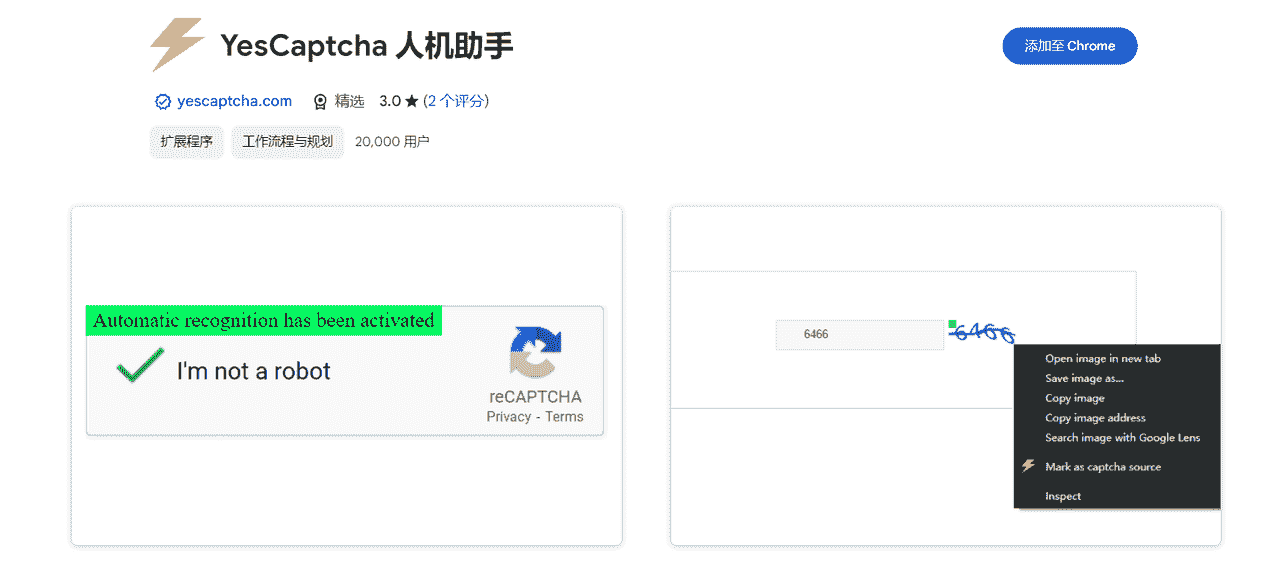 YesCaptcha 人机助手
添加至 Chrome
yescaptcha.com 精选 3.0 ★ (2 个评分)
扩展程序 工作流程与规划 20,000 用户
Automatic recognition has been activated
I'm not a robot
reCAPTCHA
Privacy - Terms
6466 6466
Open image in new tab
Save image as...
Copy image
Copy image address
Search image with Google Lens
Mark as captcha source
Inspect